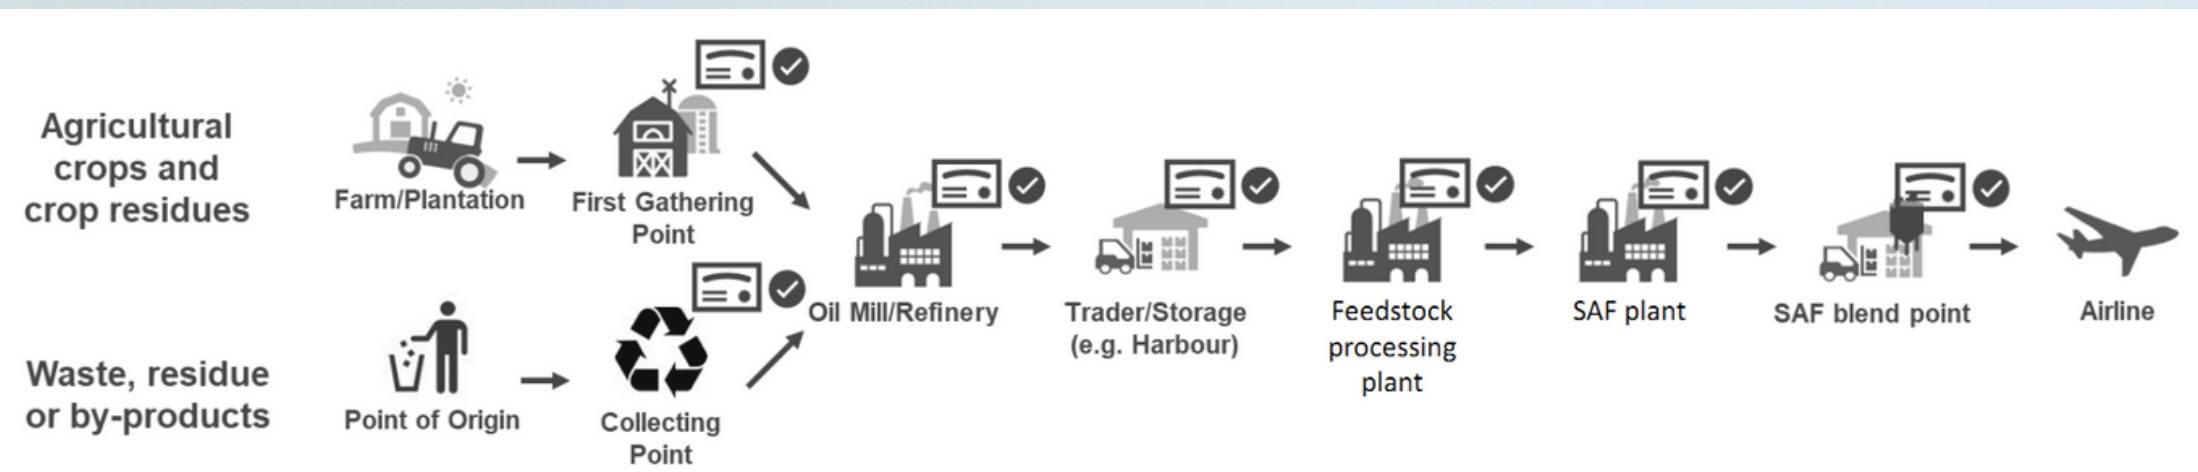 Agricultural
crops and
crop residues
Farm/Plantation
First Gathering
Point
Waste, residue
or by-products
Point of Origin
Collecting
Point
Oil Mill/Refinery
Trader/Storage
(e.g. Harbour)
Feedstock
processing
plant
SAF plant
SAF blend point
Airline